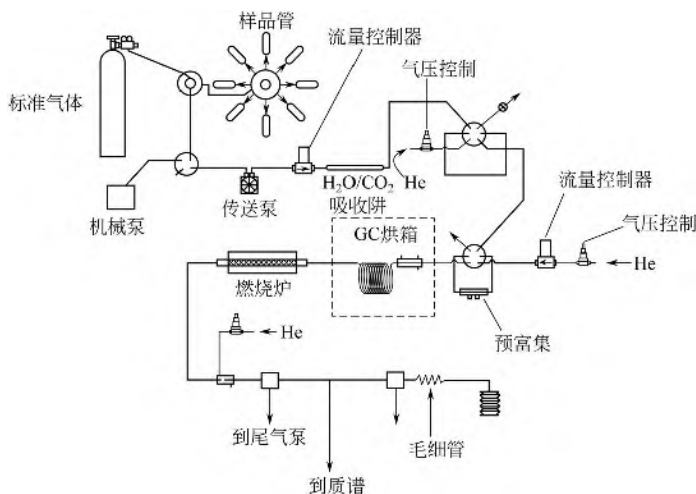 样品管
流量控制器
气压控制
标准气体
H₂O/CO₂
吸收阱
He
流量控制器
气压控制
机械泵
传送泵
GC烘箱
He
燃烧炉
预富集
He
到尾气泵
毛细管
到质谱